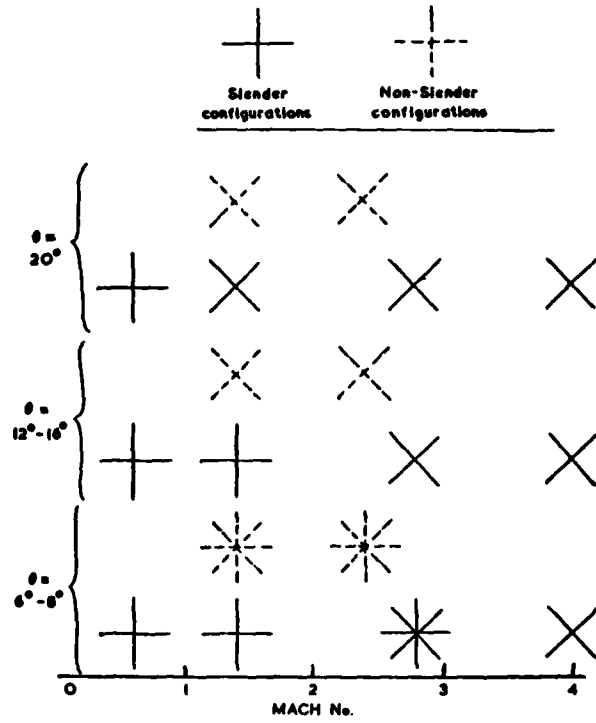 Slender
configurations
Non-Slender
configurations
θ =
20°
θ =
12°-16°
θ =
6°-8°
0 1 2 3 4
MACH No.